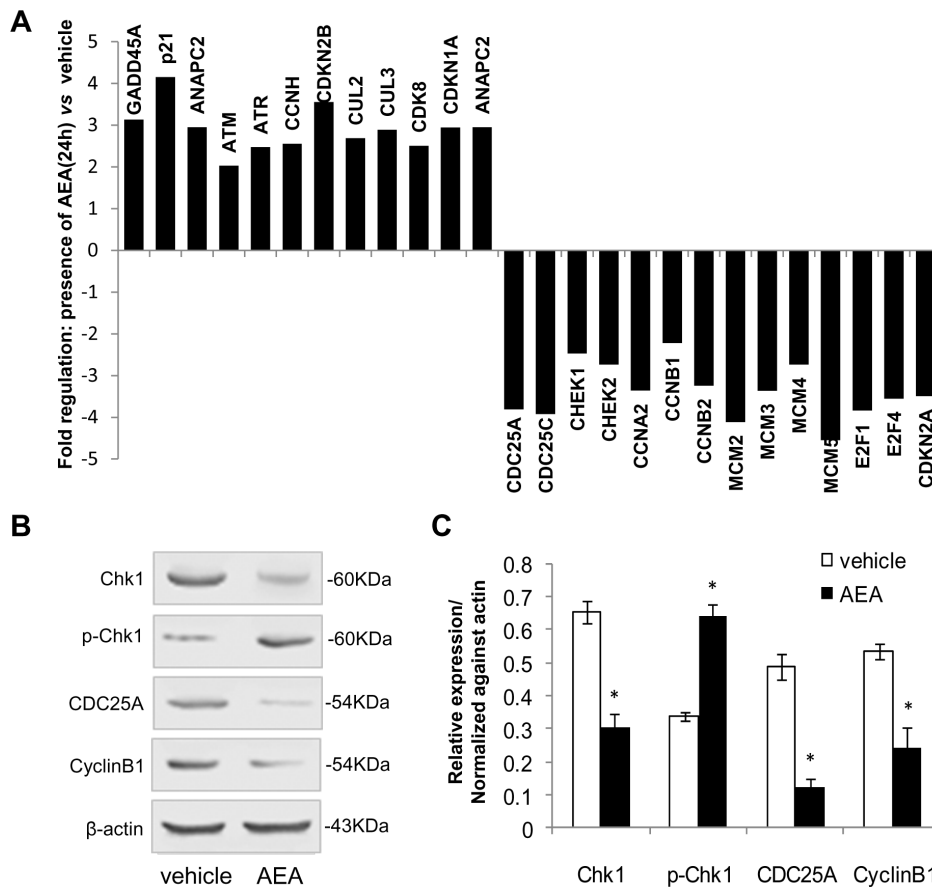 A
Fold regulation: presence of AEA(24h) vs vehicle
5
4
3
2
1
0
-1
-2
-3
-4
-5
GADD45A
p21
ANAPC2
ATM
ATR
CCNH
CDKN2B
CUL2
CUL3
CDK8
CDKN1A
ANAPC2
CDC25A
CDC25C
CHEK1
CHEK2
CCNA2
CCNB1
CCNB2
MCM2
MCM3
MCM4
MCM5
E2F1
E2F4
CDKN2A
B
Chk1 -60KDa
p-Chk1 -60KDa
CDC25A -54KDa
CyclinB1 -54KDa
β-actin -43KDa
vehicle AEA
C
Relative expression/
Normalized against actin
0.8
0.7
0.6
0.5
0.4
0.3
0.2
0.1
0
vehicle
AEA
*
*
*
*
Chk1 p-Chk1 CDC25A CyclinB1